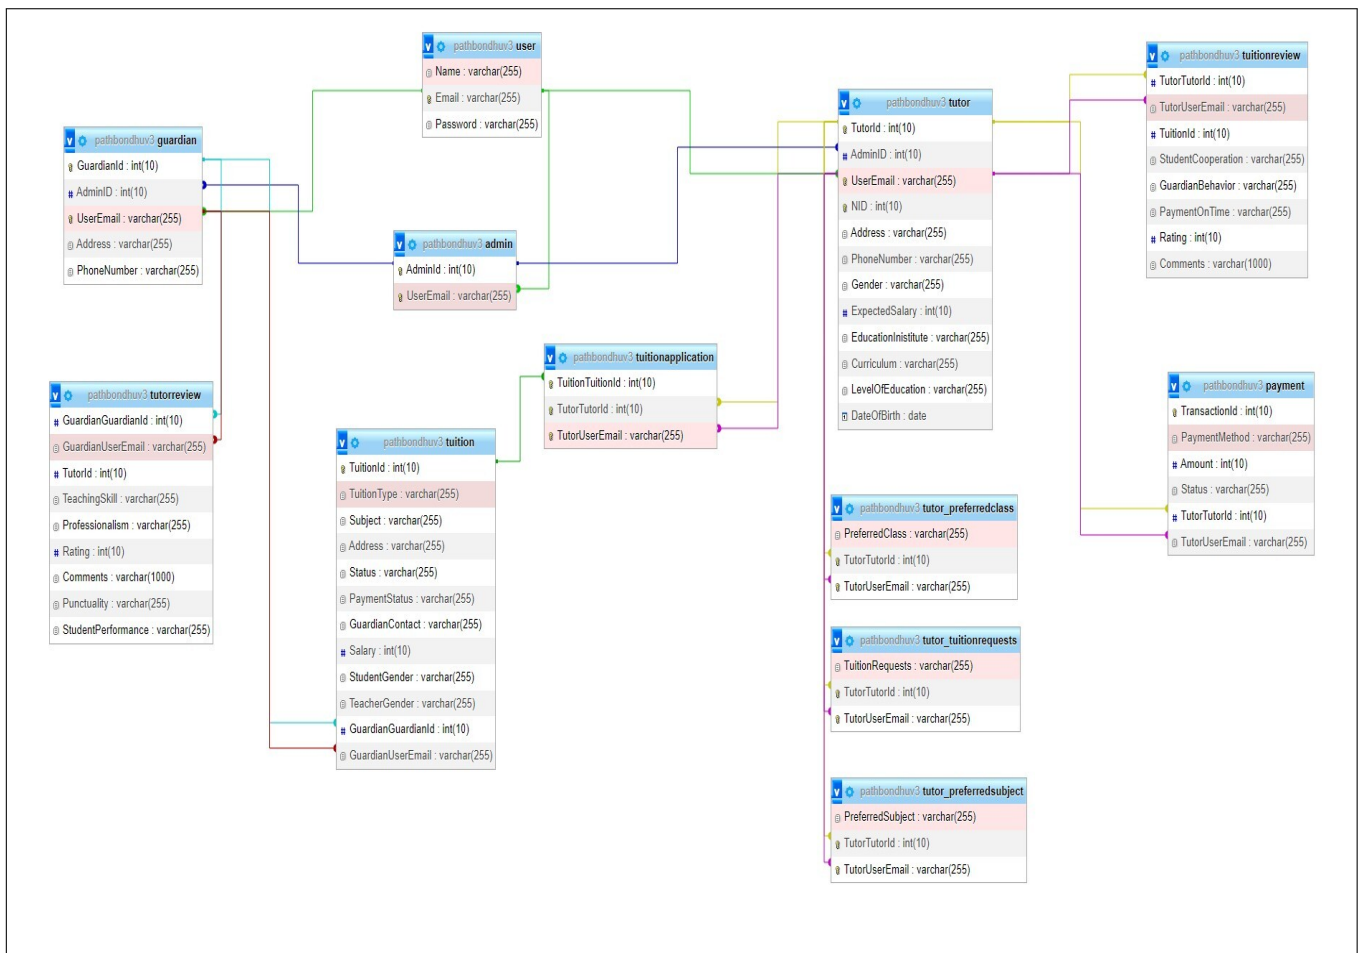 pathbondhuv3 user
Name : varchar(255)
Email : varchar(255)
Password : varchar(255)
pathbondhuv3 guardian
GuardianId : int(10)
AdminID : int(10)
UserEmail : varchar(255)
Address : varchar(255)
PhoneNumber : varchar(255)
pathbondhuv3 admin
AdminId : int(10)
UserEmail : varchar(255)
pathbondhuv3 tutorreview
GuardianGuardianId : int(10)
GuardianUserEmail : varchar(255)
TutorId : int(10)
TeachingSkill : varchar(255)
Professionalism : varchar(255)
Rating : int(10)
Comments : varchar(1000)
Punctuality : varchar(255)
StudentPerformance : varchar(255)
pathbondhuv3 tuition
TuitionId : int(10)
TuitionType : varchar(255)
Subject : varchar(255)
Address : varchar(255)
Status : varchar(255)
PaymentStatus : varchar(255)
GuardianContact : varchar(255)
Salary : int(10)
StudentGender : varchar(255)
TeacherGender : varchar(255)
GuardianGuardianId : int(10)
GuardianUserEmail : varchar(255)
pathbondhuv3 tuitionapplication
TuitionTuitionId : int(10)
TutorTutorId : int(10)
TutorUserEmail : varchar(255)
pathbondhuv3 tutor
TutorId : int(10)
AdminID : int(10)
UserEmail : varchar(255)
NID : int(10)
Address : varchar(255)
PhoneNumber : varchar(255)
Gender : varchar(255)
ExpectedSalary : int(10)
EducationInistitute : varchar(255)
Curriculum : varchar(255)
LevelOfEducation : varchar(255)
DateOfBirth : date
pathbondhuv3 tutor_preferredclass
PreferredClass : varchar(255)
TutorTutorId : int(10)
TutorUserEmail : varchar(255)
pathbondhuv3 tutor_tuitionrequests
TuitionRequests : varchar(255)
TutorTutorId : int(10)
TutorUserEmail : varchar(255)
pathbondhuv3 tutor_preferredsubject
PreferredSubject : varchar(255)
TutorTutorId : int(10)
TutorUserEmail : varchar(255)
pathbondhuv3 tuitionreview
TutorTutorId : int(10)
TutorUserEmail : varchar(255)
TuitionId : int(10)
StudentCooperation : varchar(255)
GuardianBehavior : varchar(255)
PaymentOnTime : varchar(255)
Rating : int(10)
Comments : varchar(1000)
pathbondhuv3 payment
TransactionId : int(10)
PaymentMethod : varchar(255)
Amount : int(10)
Status : varchar(255)
TutorTutorId : int(10)
TutorUserEmail : varchar(255)